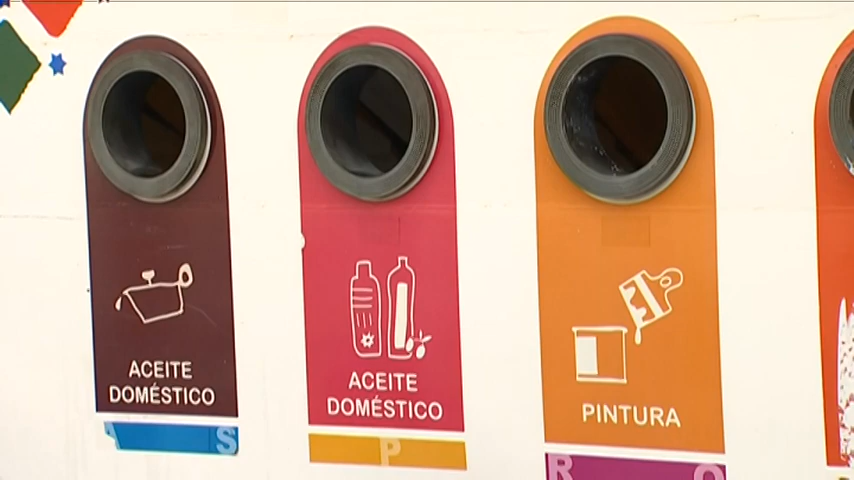 ACEITE
DOMÉSTICO
ACEITE
DOMÉSTICO
PINTURA
A S
P
R O